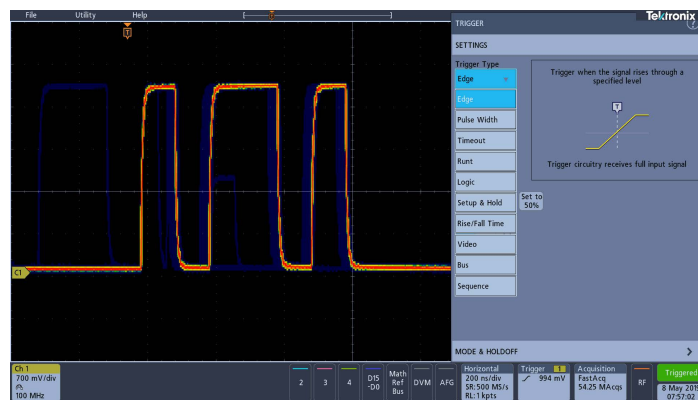 File Utility Help
Tektronix
T
TRIGGER
?
SETTINGS
Trigger Type
Edge
Edge
Pulse Width
Timeout
Runt
Logic
Setup & Hold
Rise/Fall Time
Video
Bus
Sequence
Set to
50%
Trigger when the signal rises through a
specified level
T
Trigger circuitry receives full input signal
C1
MODE & HOLDOFF
Ch 1
700 mV/div
100 MHz
2
3
4
D15
-D0
Math
Ref
Bus
DVM
AFG
Horizontal
200 ns/div
SR: 500 MS/s
RL: 1 kpts
Trigger 1
994 mV
Acquisition
FastAcq
54.25 MAcqs
RF
Triggered
8 May 2019
07:57:02